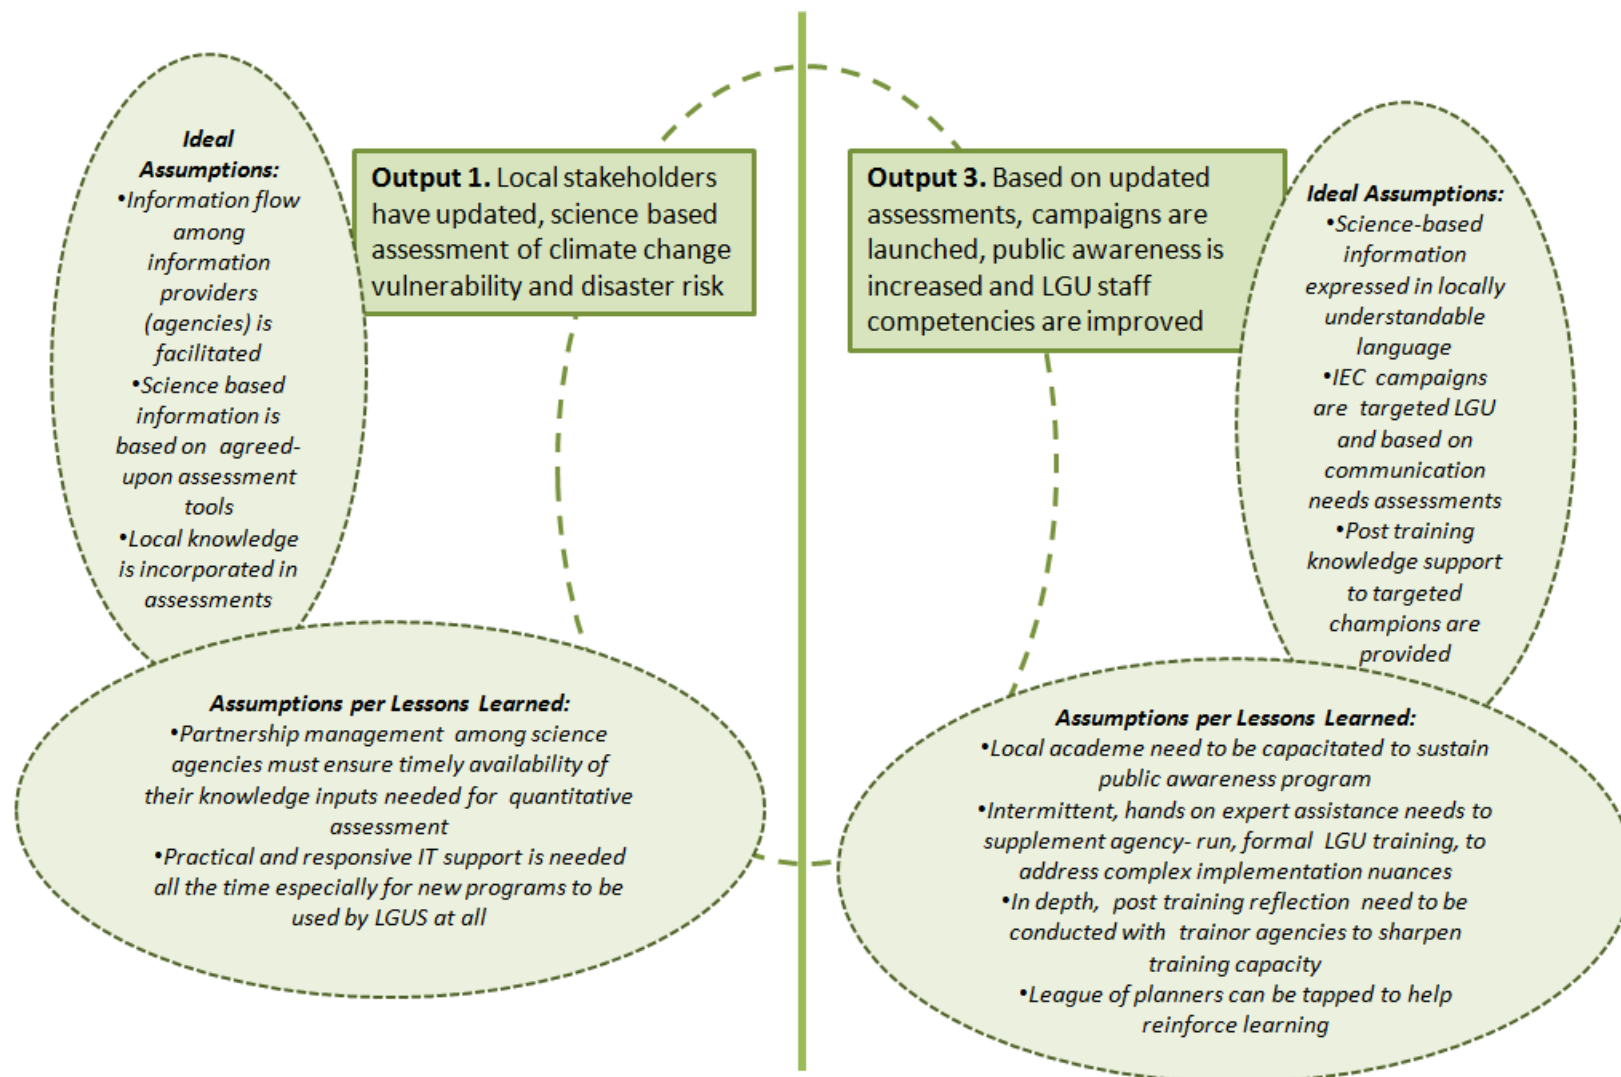 Ideal
Assumptions:
•Information flow
among
information
providers
(agencies) is
facilitated
•Science based
information is
based on agreed-
upon assessment
tools
•Local knowledge
is incorporated in
assessments
Output 1. Local stakeholders
have updated, science based
assessment of climate change
vulnerability and disaster risk
Assumptions per Lessons Learned:
•Partnership management among science
agencies must ensure timely availability of
their knowledge inputs needed for quantitative
assessment
•Practical and responsive IT support is needed
all the time especially for new programs to be
used by LGUS at all
Output 3. Based on updated
assessments, campaigns are
launched, public awareness is
increased and LGU staff
competencies are improved
Ideal Assumptions:
•Science-based
information
expressed in locally
understandable
language
•IEC campaigns
are targeted LGU
and based on
communication
needs assessments
•Post training
knowledge support
to targeted
champions are
provided
Assumptions per Lessons Learned:
•Local academe need to be capacitated to sustain
public awareness program
•Intermittent, hands on expert assistance needs to
supplement agency- run, formal LGU training, to
address complex implementation nuances
•In depth, post training reflection need to be
conducted with trainor agencies to sharpen
training capacity
•League of planners can be tapped to help
reinforce learning